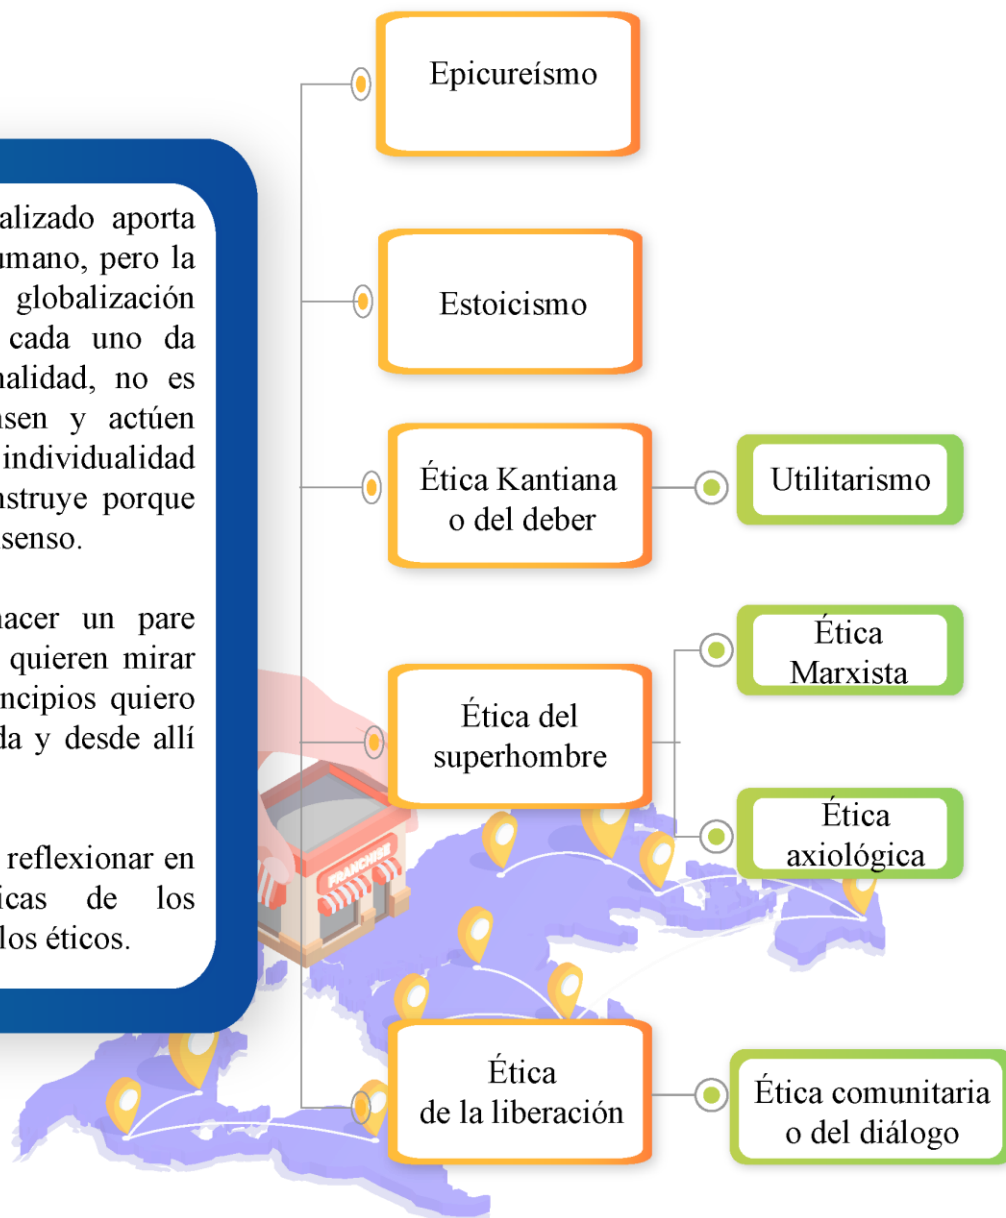 alizado aporta
umano, pero la
globalización
cada uno da
nalidad, no es
nsen y actúen
individualidad
nstruye porque
nsenso.
hacer un pare
quieren mirar
ncipios quiero
da y desde allí
reflexionar en
icas de los
los éticos.
Epicureísmo
Estoicismo
Ética Kantiana
o del deber
Utilitarismo
Ética del
superhombre
Ética
Marxista
Ética
axiológica
FRANCHISE
Ética
de la liberación
Ética comunitaria
o del diálogo